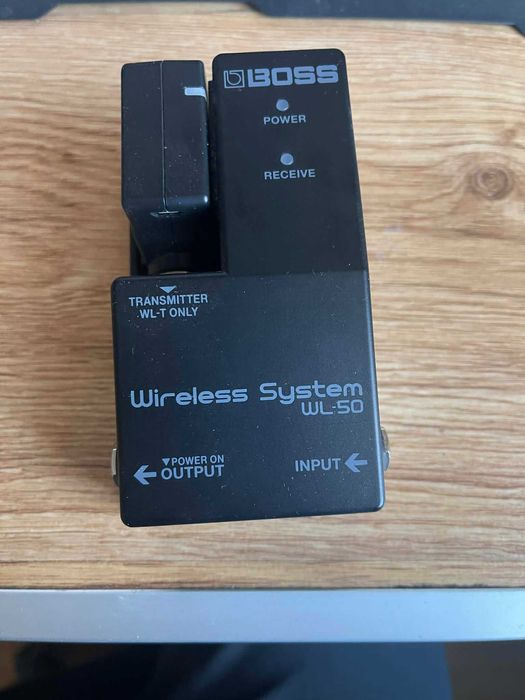 BOSS
POWER
RECEIVE
TRANSMITTER
WL-T ONLY
Wireless System
WL-50
▼POWER ON
← OUTPUT
INPUT ←